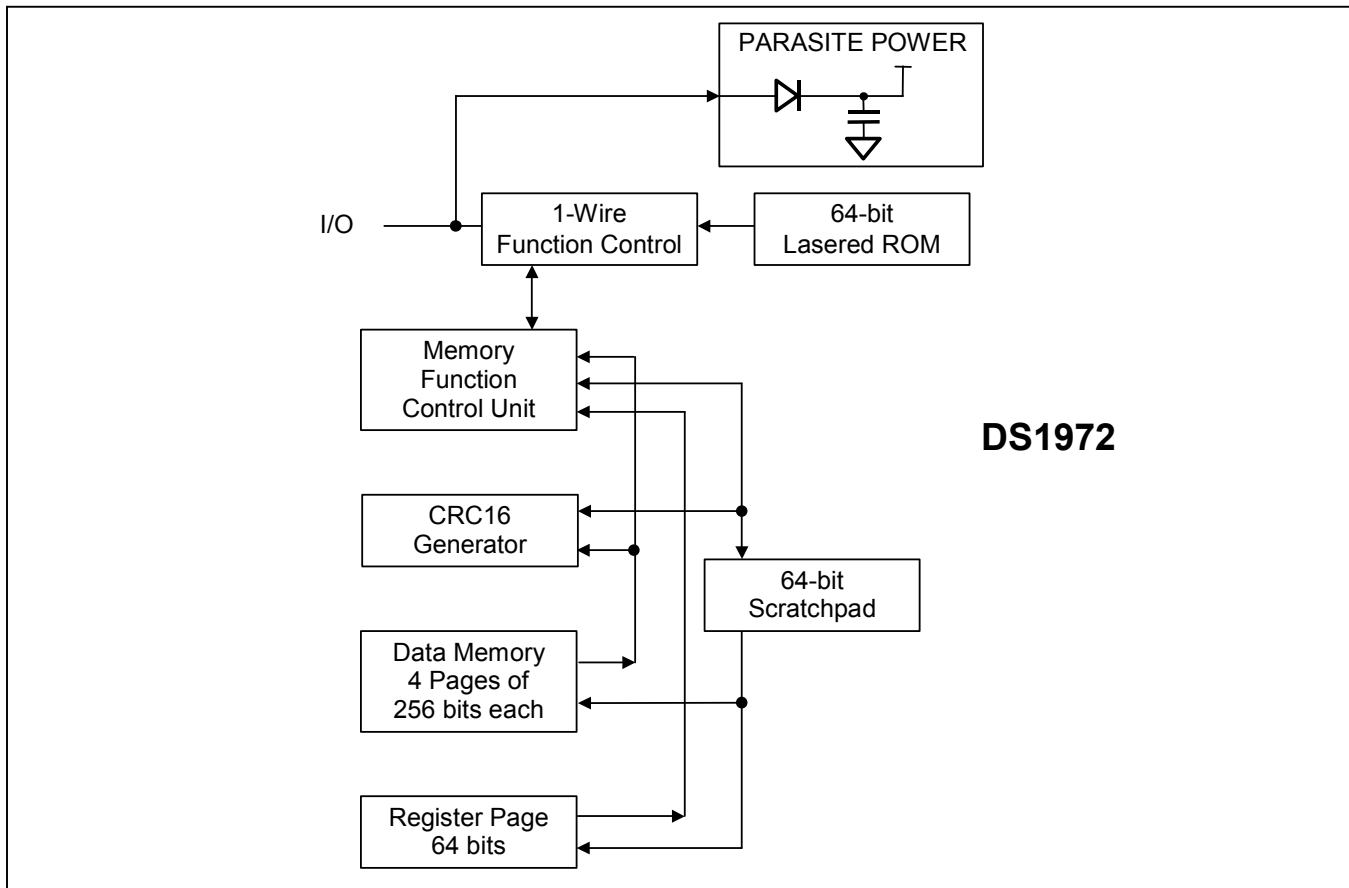 PARASITE POWER
I/O
1-Wire
Function Control
64-bit
Lasered ROM
Memory
Function
Control Unit
DS1972
CRC16
Generator
64-bit
Scratchpad
Data Memory
4 Pages of
256 bits each
Register Page
64 bits